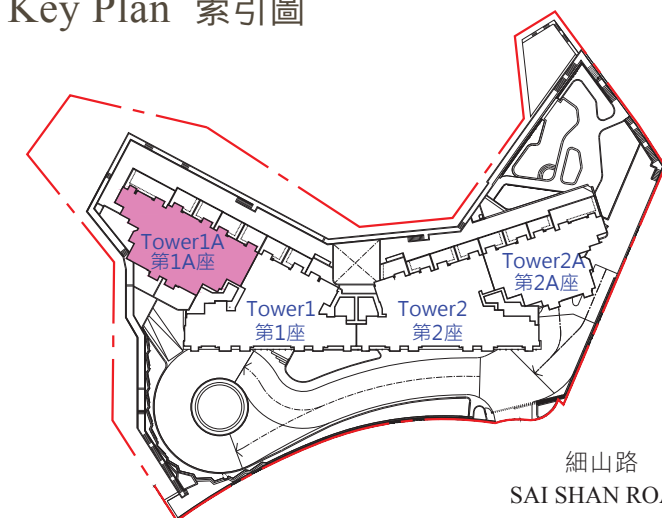 Key Plan 索引圖
Tower1A
第1A座
Tower1
第1座
Tower2
第2座
Tower2A
第2A座
細山路
SAI SHAN ROA